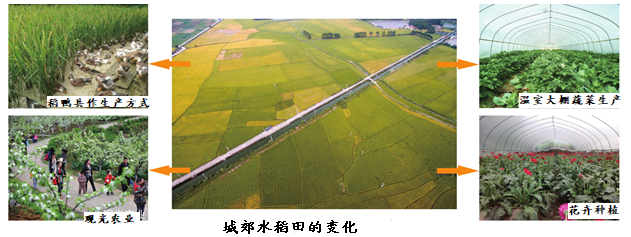 稻鸭共作生产方式
温室大棚蔬菜生产
观光农业
花卉种植
城郊水稻田的变化